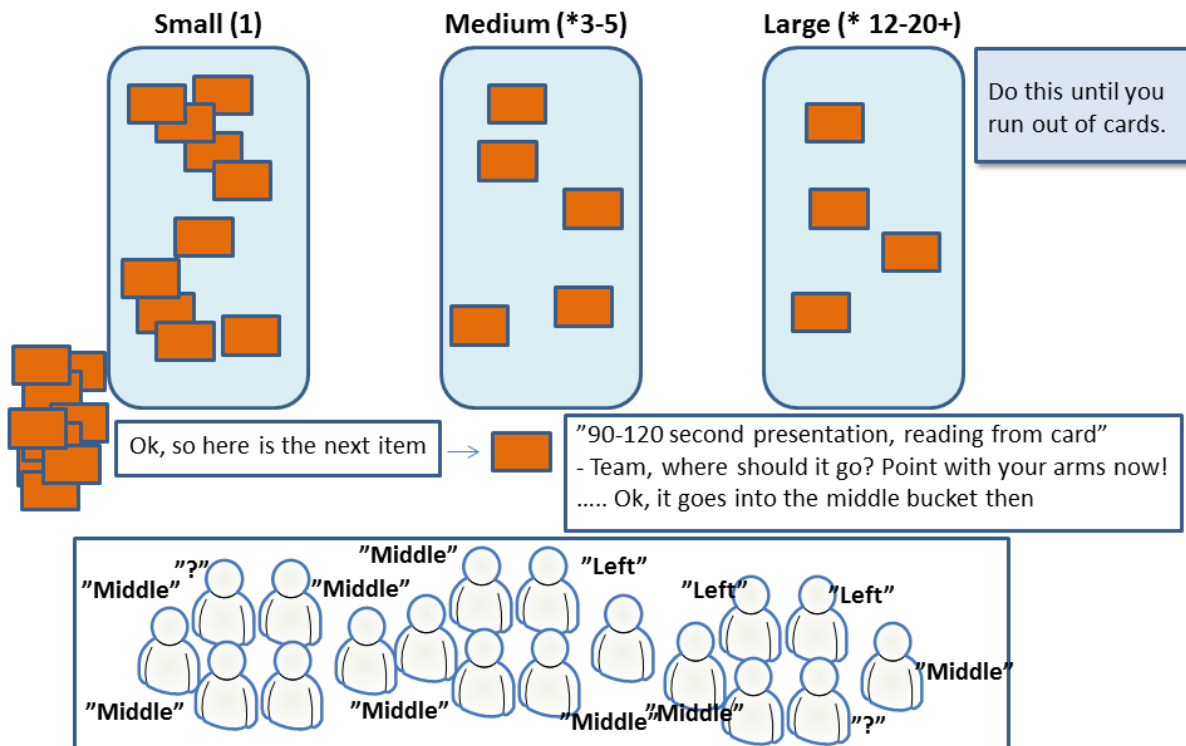 Small (1)
Medium (*3-5)
Large (* 12-20+)
Do this until you
run out of cards.
Ok, so here is the next item
”90-120 second presentation, reading from card”
- Team, where should it go? Point with your arms now!
..... Ok, it goes into the middle bucket then
”Middle”
”?”
”Middle”
”Middle”
”Left”
”Left”
”Left”
”Middle”
”Middle”
”Middle”
”Middle”
”Middle”
”?”